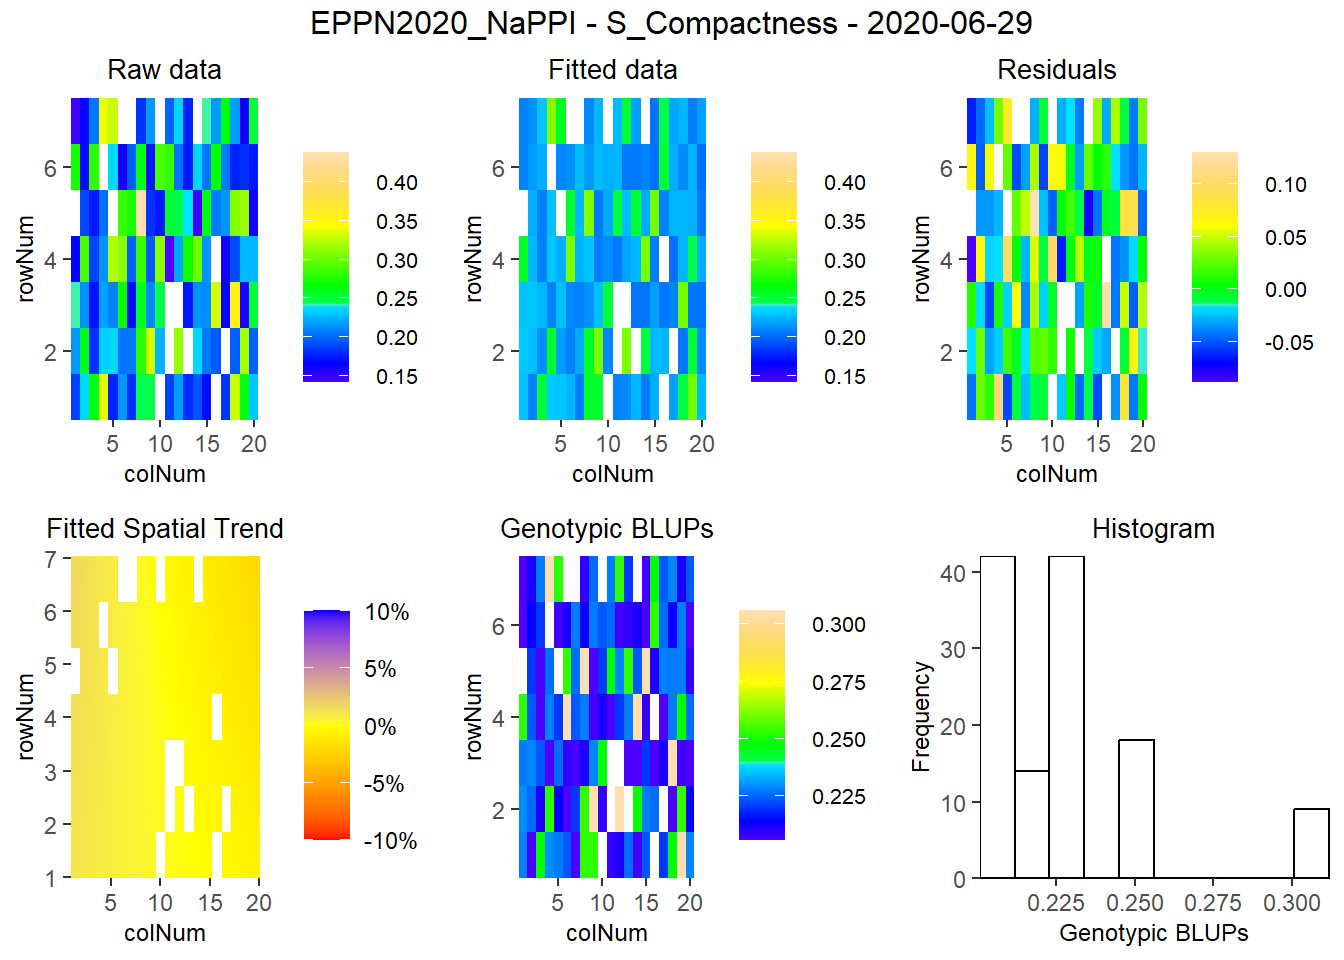 EPPN2020_NaPPI - S_Compactness - 2020-06-29
Raw data
Fitted data
Residuals
rowNum
6
4
2
5 10 15 20
colNum
0.40
0.35
0.30
0.25
0.20
0.15
rowNum
6
4
2
5 10 15 20
colNum
0.40
0.35
0.30
0.25
0.20
0.15
rowNum
6
4
2
5 10 15 20
colNum
0.10
0.05
0.00
-0.05
Fitted Spatial Trend
Genotypic BLUPs
Histogram
rowNum
7
6
5
4
3
2
1
5 10 15 20
colNum
10%
5%
0%
-5%
-10%
rowNum
6
4
2
5 10 15 20
colNum
0.300
0.275
0.250
0.225
Frequency
40
30
20
10
0
0.225 0.250 0.275 0.300
Genotypic BLUPs